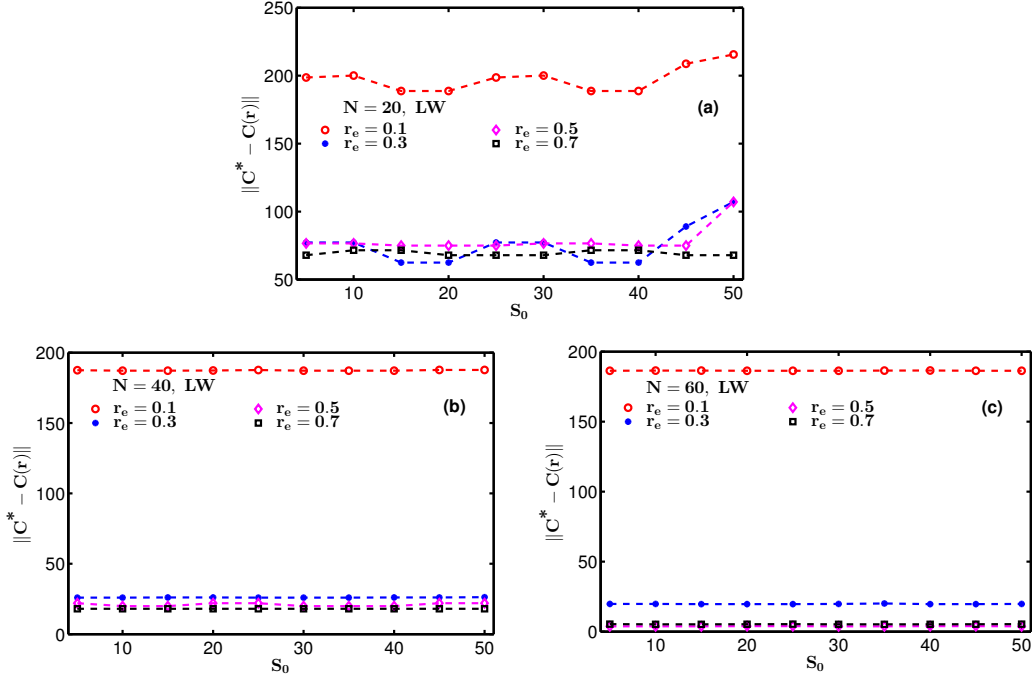 250
200
150
100
50
‖C* − C(r)‖
N = 20, LW
(a)
r_e = 0.1
r_e = 0.5
r_e = 0.3
r_e = 0.7
10 20 30 40 50
S_0
200
150
100
50
0
‖C* − C(r)‖
N = 40, LW
(b)
r_e = 0.1
r_e = 0.5
r_e = 0.3
r_e = 0.7
10 20 30 40 50
S_0
200
150
100
50
0
‖C* − C(r)‖
N = 60, LW
(c)
r_e = 0.1
r_e = 0.5
r_e = 0.3
r_e = 0.7
10 20 30 40 50
S_0